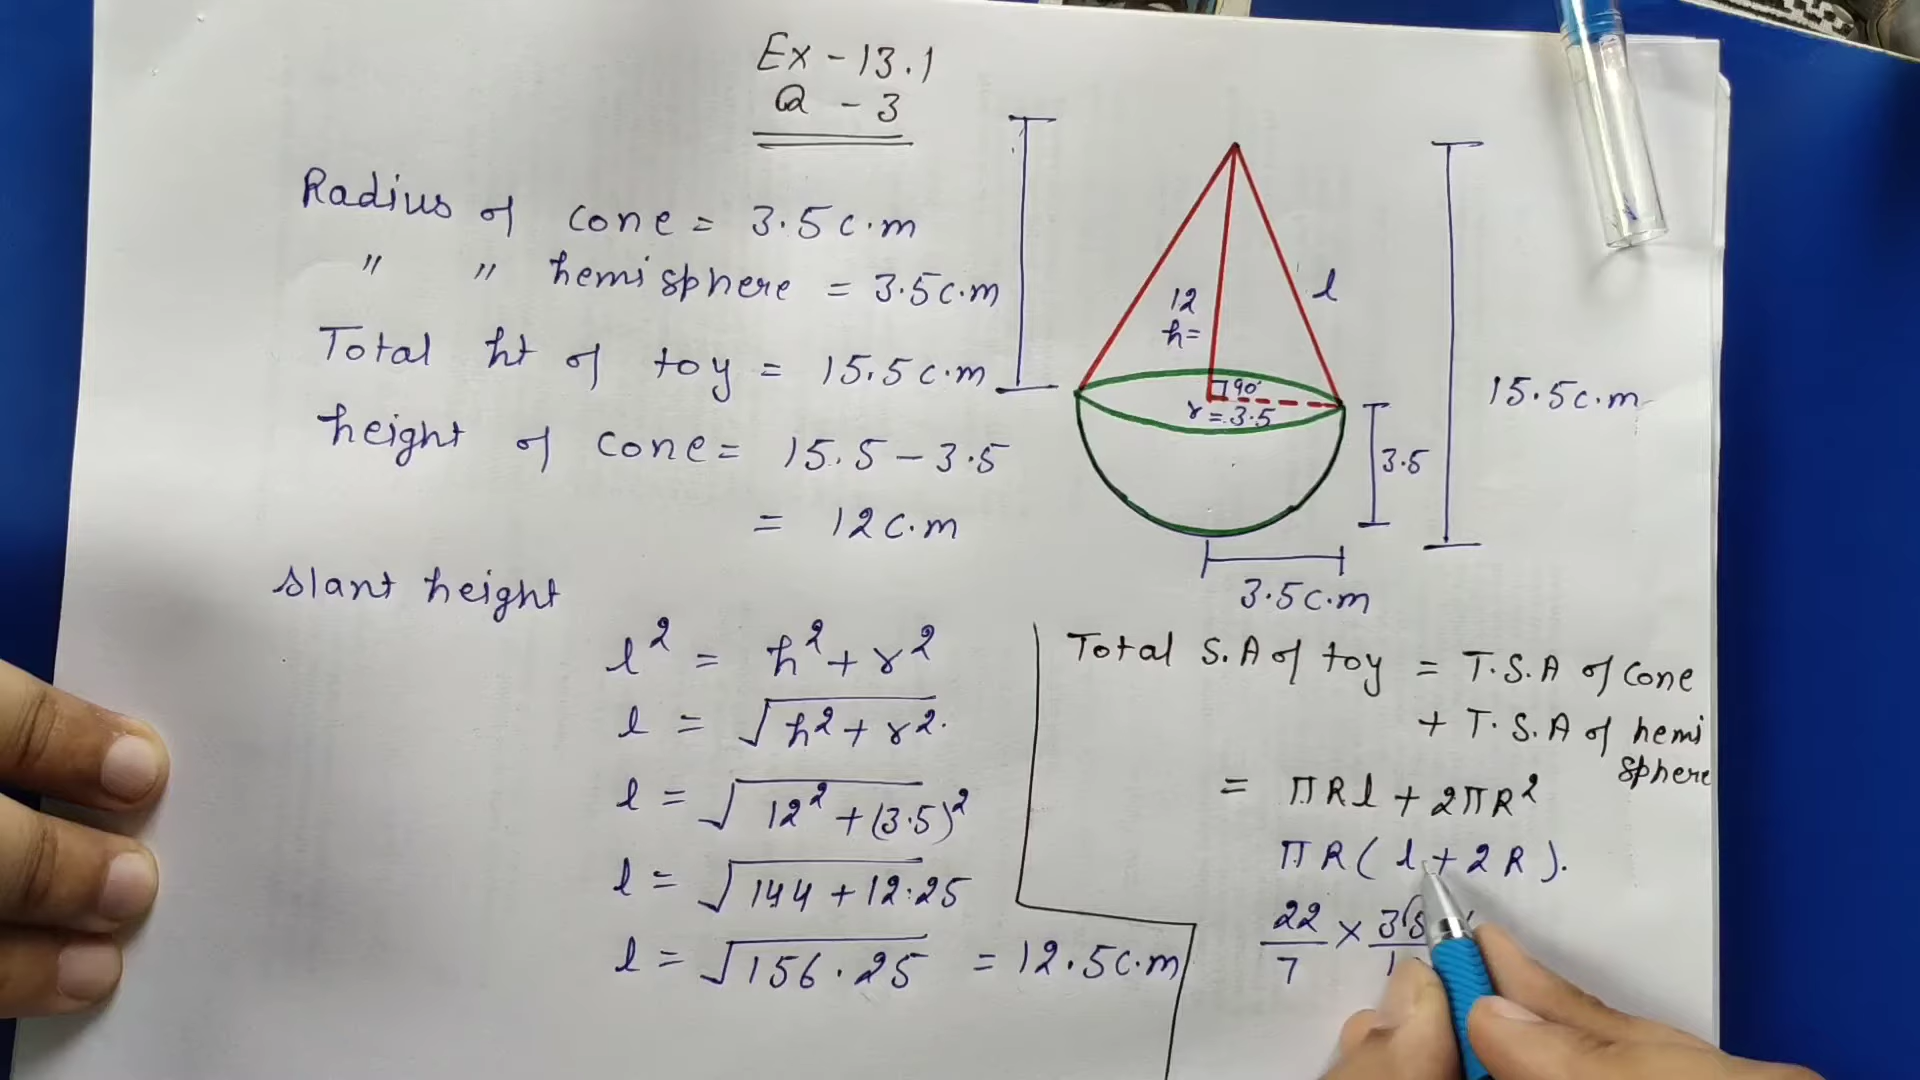 Ex - 13.1
Q - 3
Radius of cone = 3.5 c.m
" " hemisphere = 3.5 c.m
Total ht of toy = 15.5 c.m
height of cone = 15.5 - 3.5
= 12 c.m
slant height
l² = h² + r²
l = √h² + r²
l = √12² + (3.5)²
l = √144 + 12.25
l = √156.25 = 12.5 c.m
12
h =
l
90°
r = 3.5
3.5
15.5 c.m
3.5 c.m
Total S.A of toy = T.S.A of cone
+ T.S.A of hemi
sphere
= πRl + 2πR²
πR(l + 2R).
22/7 ×